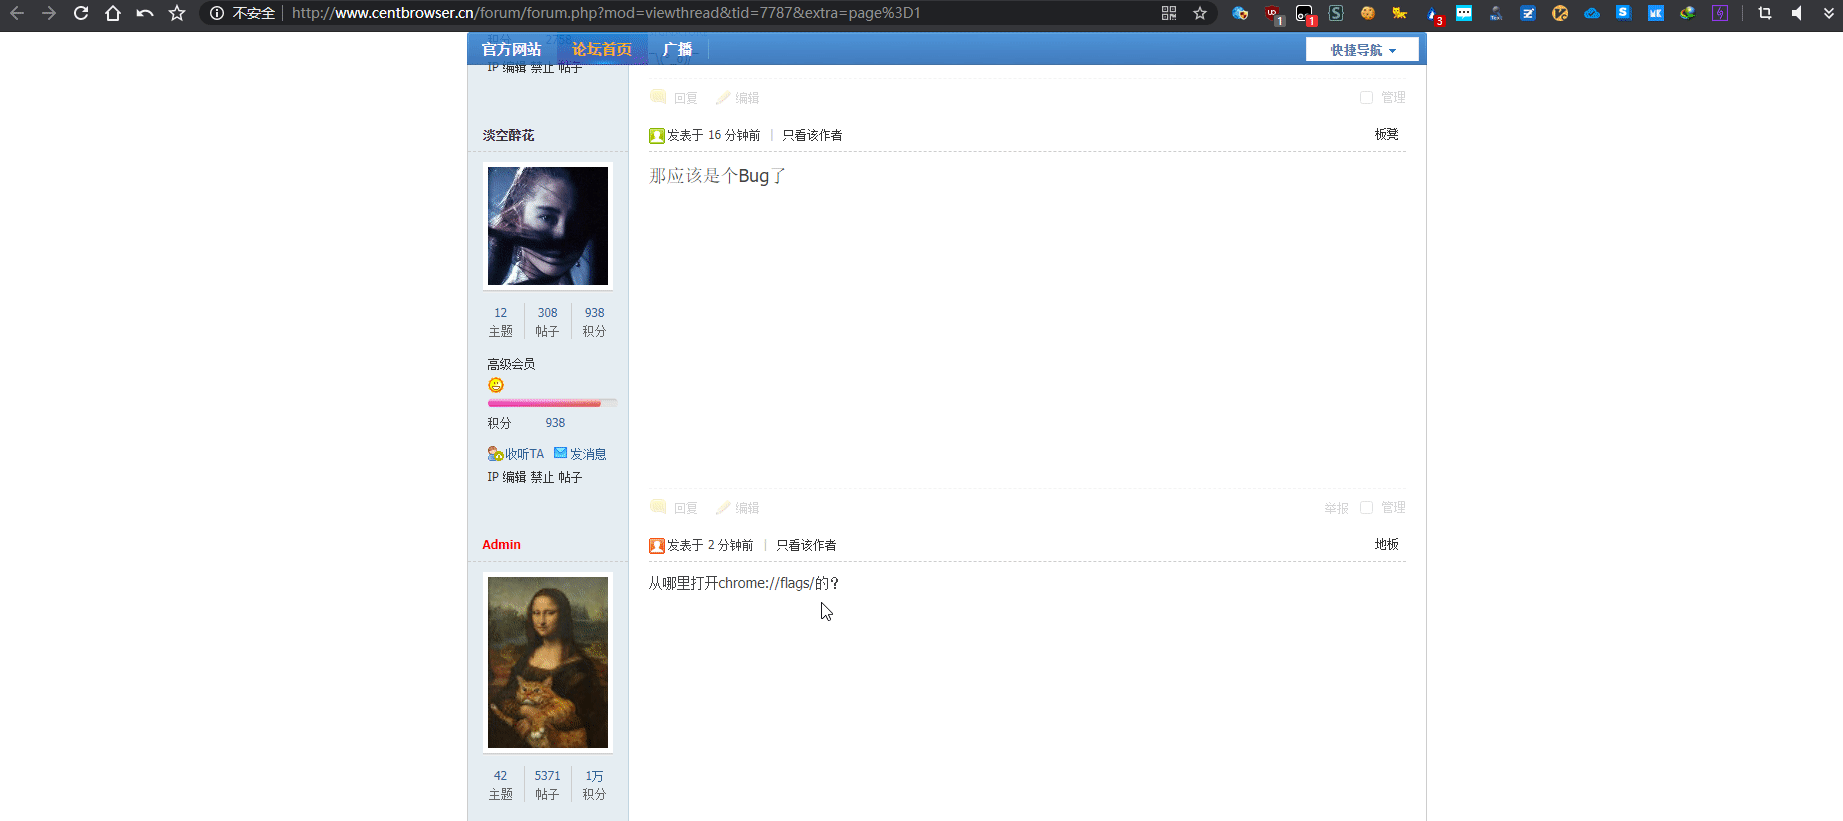 不安全 http://www.centbrowser.cn/forum/forum.php?mod=viewthread&tid=7787&extra=page%3D1
1 1 3
官方网站 论坛首页 广播 快捷导航
IP 编辑 禁止 帖子
回复 编辑 管理
淡空醉花 发表于 16 分钟前 | 只看该作者 板凳
那应该是个Bug了
12 308 938
主题 帖子 积分
高级会员
积分 938
收听TA 发消息
IP 编辑 禁止 帖子
回复 编辑 举报 管理
Admin 发表于 2 分钟前 | 只看该作者 地板
从哪里打开chrome://flags/的?
42 5371 1万
主题 帖子 积分